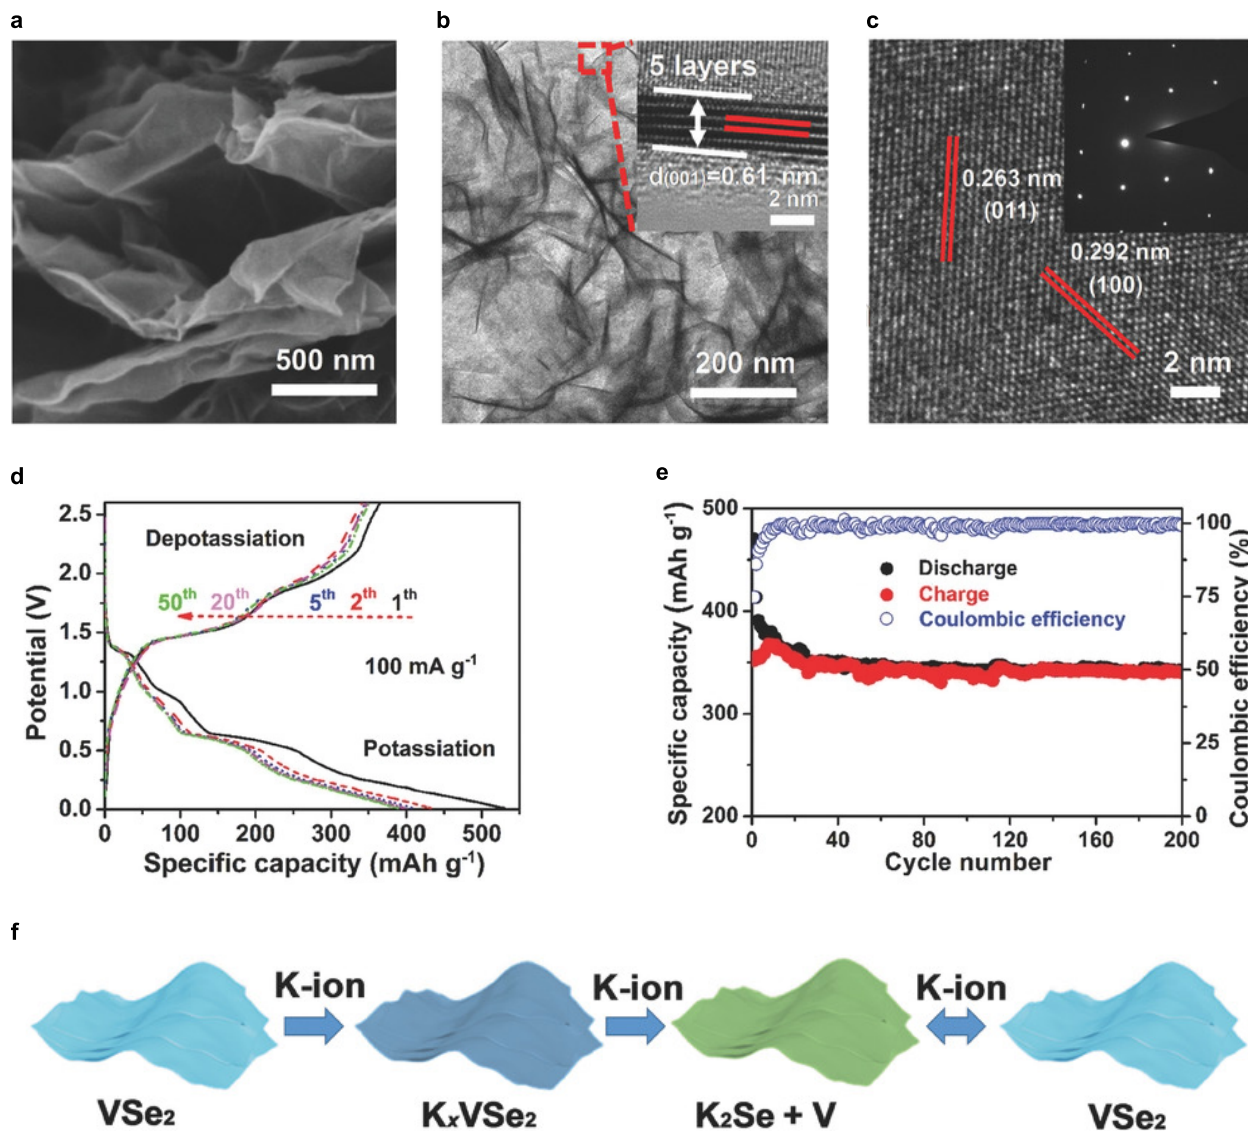 a
500 nm
b
5 layers
d(001)=0.61 nm
2 nm
200 nm
c
0.263 nm
(011)
0.292 nm
(100)
2 nm
d
2.5
2.0
1.5
1.0
0.5
0.0
Potential (V)
Depotassiation
50th 20th 5th 2th 1th
100 mA g-1
Potassiation
0 100 200 300 400 500
Specific capacity (mAh g-1)
e
500
400
300
200
Specific capacity (mAh g-1)
Discharge
Charge
Coulombic efficiency
100
75
50
25
0
Coulombic efficiency (%)
0 40 80 120 160 200
Cycle number
f
K-ion K-ion K-ion
VSe2 KxVSe2 K2Se + V VSe2